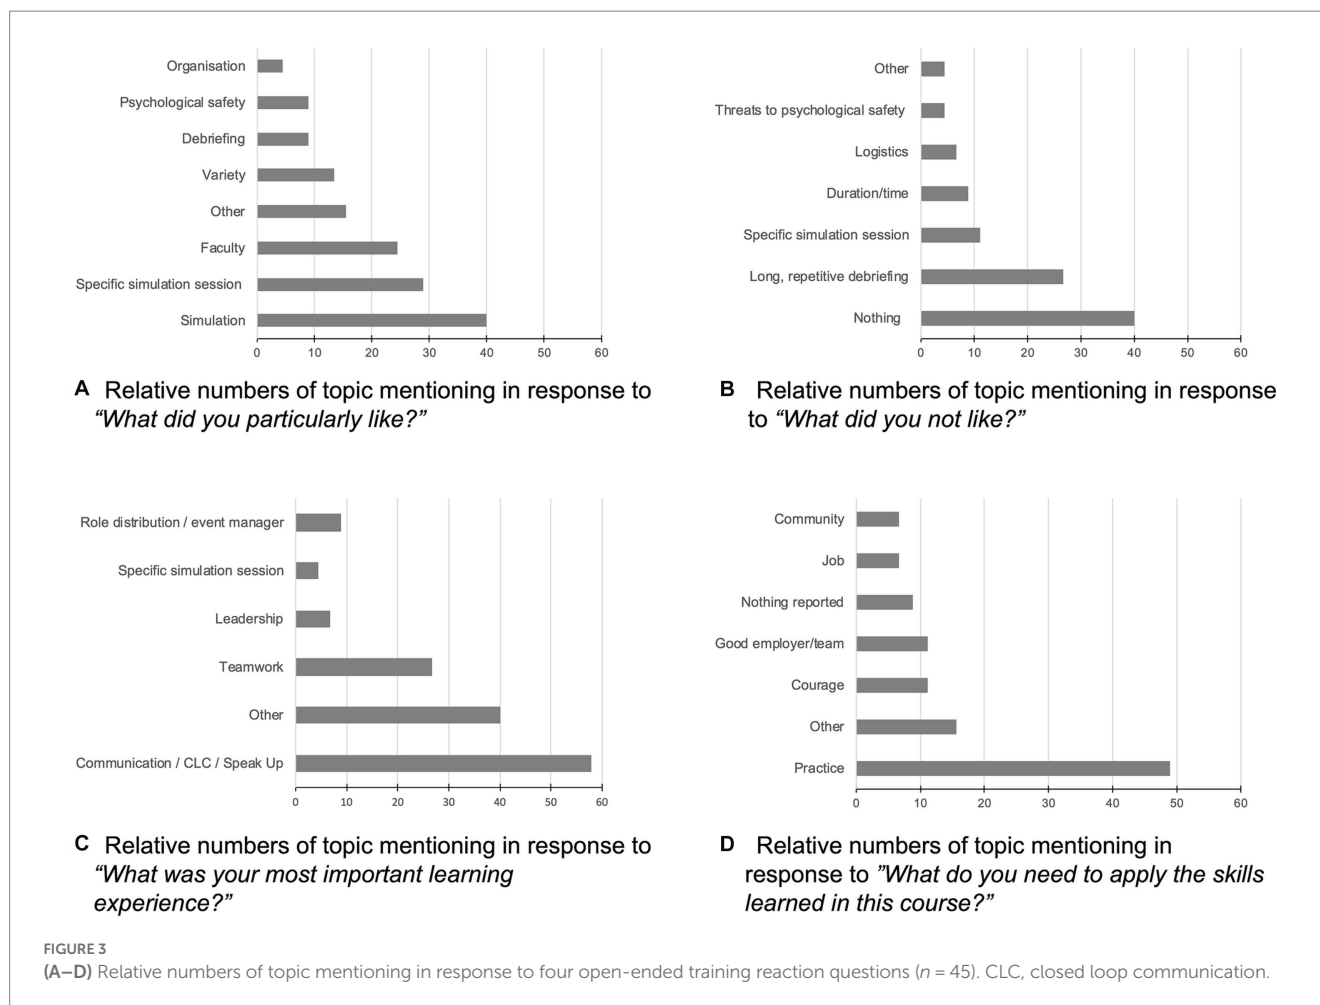 Organisation
Psychological safety
Debriefing
Variety
Other
Faculty
Specific simulation session
Simulation
0 10 20 30 40 50 60
A Relative numbers of topic mentioning in response to
“What did you particularly like?”
Other
Threats to psychological safety
Logistics
Duration/time
Specific simulation session
Long, repetitive debriefing
Nothing
0 10 20 30 40 50 60
B Relative numbers of topic mentioning in response
to “What did you not like?”
Role distribution / event manager
Specific simulation session
Leadership
Teamwork
Other
Communication / CLC / Speak Up
0 10 20 30 40 50 60
C Relative numbers of topic mentioning in response to
“What was your most important learning
experience?”
Community
Job
Nothing reported
Good employer/team
Courage
Other
Practice
0 10 20 30 40 50 60
D Relative numbers of topic mentioning in
response to ”What do you need to apply the skills
learned in this course?”
FIGURE 3
(A–D) Relative numbers of topic mentioning in response to four open-ended training reaction questions (n = 45). CLC, closed loop communication.